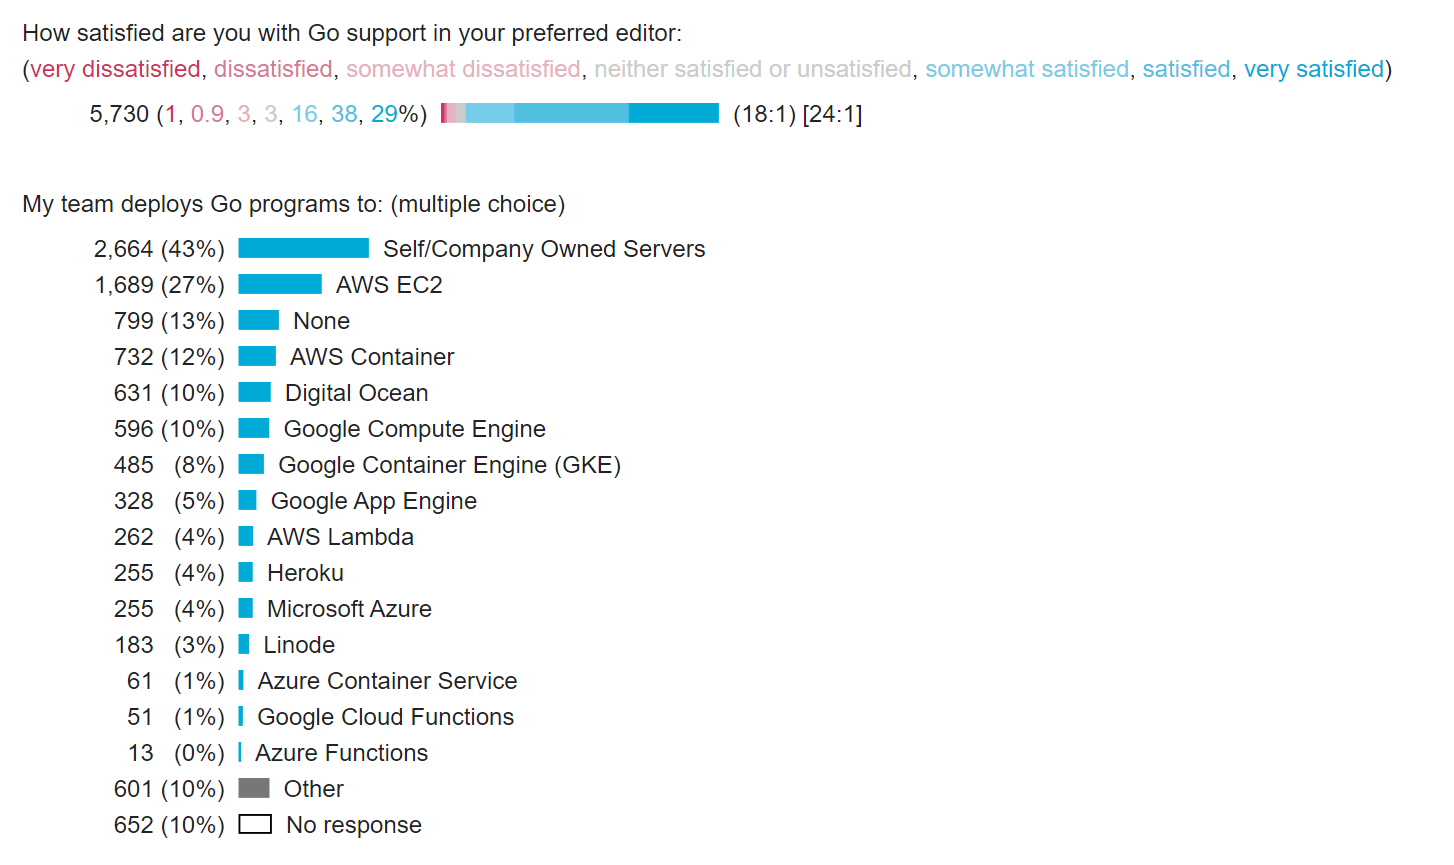 How satisfied are you with Go support in your preferred editor:
(very dissatisfied, dissatisfied, somewhat dissatisfied, neither satisfied or unsatisfied, somewhat satisfied, satisfied, very satisfied)
5,730 (1, 0.9, 3, 3, 16, 38, 29%) (18:1) [24:1]
My team deploys Go programs to: (multiple choice)
2,664 (43%) Self/Company Owned Servers
1,689 (27%) AWS EC2
799 (13%) None
732 (12%) AWS Container
631 (10%) Digital Ocean
596 (10%) Google Compute Engine
485 (8%) Google Container Engine (GKE)
328 (5%) Google App Engine
262 (4%) AWS Lambda
255 (4%) Heroku
255 (4%) Microsoft Azure
183 (3%) Linode
61 (1%) Azure Container Service
51 (1%) Google Cloud Functions
13 (0%) Azure Functions
601 (10%) Other
652 (10%) No response